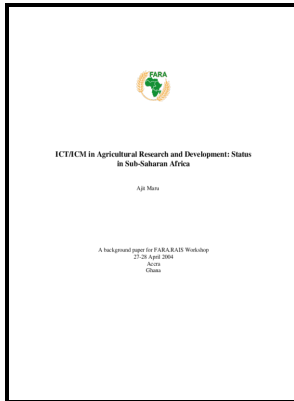 FARA
ICT/ICM in Agricultural Research and Development: Status
in Sub-Saharan Africa
Ajit Maru
A background paper for FARA RAIS Workshop
27-28 April 2004
Accra
Ghana